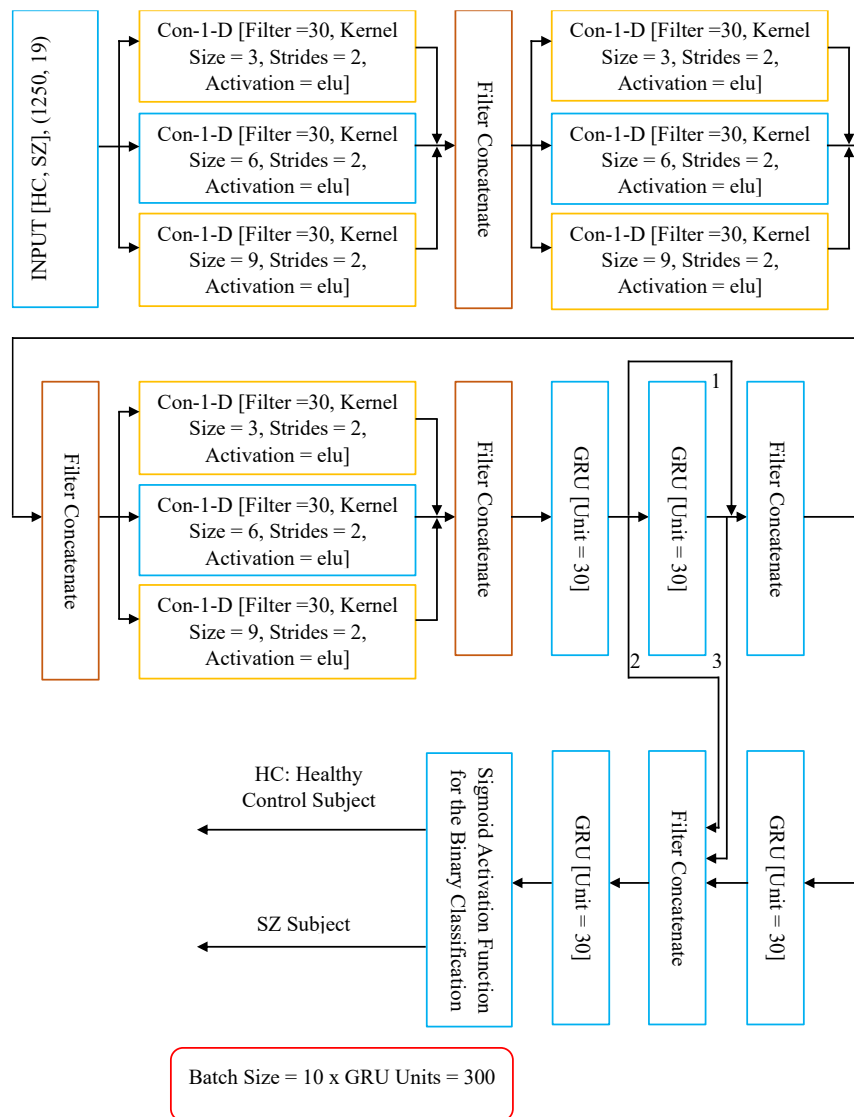 INPUT [HC, SZ], (1250, 19)
Con-1-D [Filter =30, Kernel
Size = 3, Strides = 2,
Activation = elu]
Con-1-D [Filter =30, Kernel
Size = 6, Strides = 2,
Activation = elu]
Con-1-D [Filter =30, Kernel
Size = 9, Strides = 2,
Activation = elu]
Filter Concatenate
Con-1-D [Filter =30, Kernel
Size = 3, Strides = 2,
Activation = elu]
Con-1-D [Filter =30, Kernel
Size = 6, Strides = 2,
Activation = elu]
Con-1-D [Filter =30, Kernel
Size = 9, Strides = 2,
Activation = elu]
Filter Concatenate
Con-1-D [Filter =30, Kernel
Size = 3, Strides = 2,
Activation = elu]
Con-1-D [Filter =30, Kernel
Size = 6, Strides = 2,
Activation = elu]
Con-1-D [Filter =30, Kernel
Size = 9, Strides = 2,
Activation = elu]
Filter Concatenate
GRU [Unit = 30]
1
GRU [Unit = 30]
2
3
Filter Concatenate
HC: Healthy
Control Subject
SZ Subject
Sigmoid Activation Function
for the Binary Classification
GRU [Unit = 30]
Filter Concatenate
GRU [Unit = 30]
Batch Size = 10 x GRU Units = 300